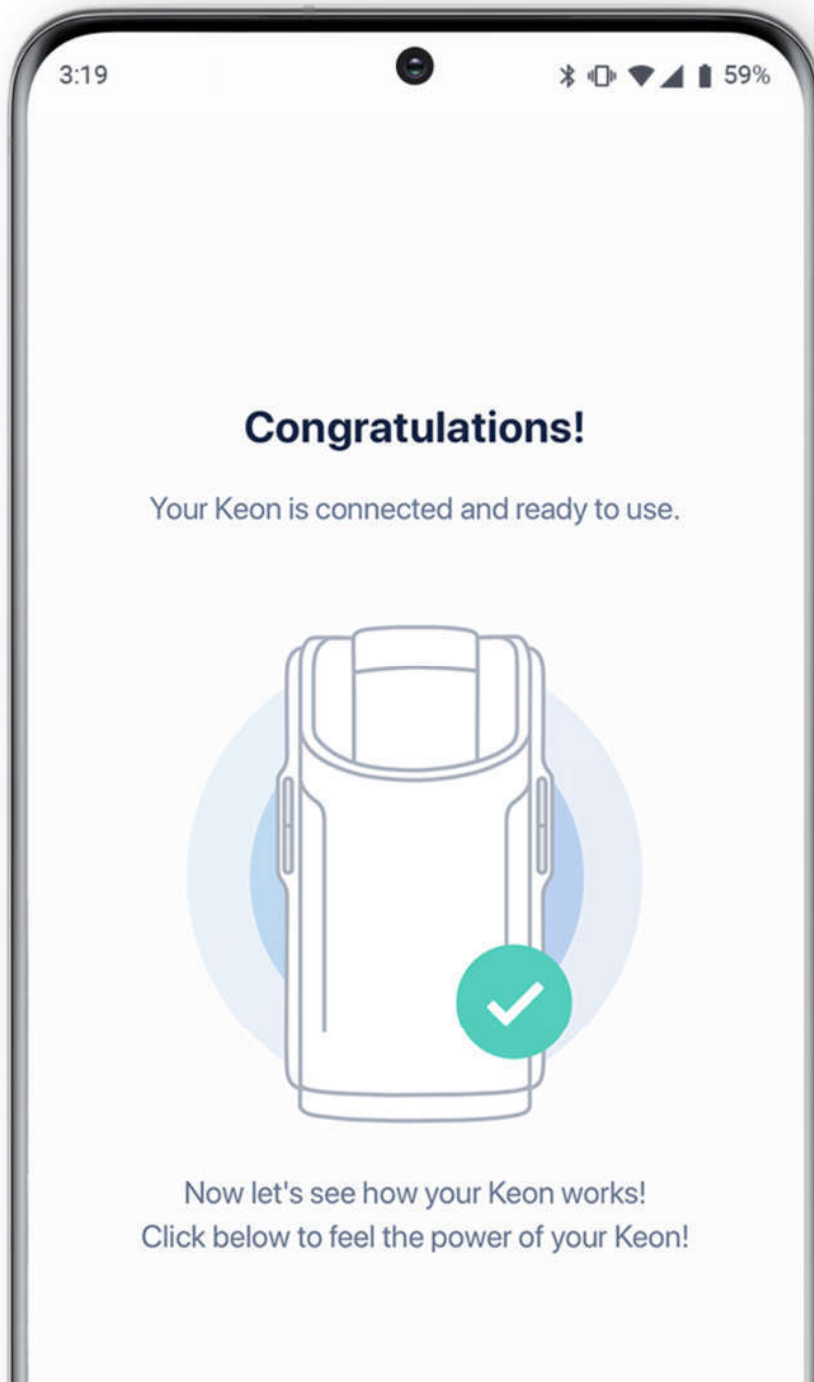 3:19
59%
Congratulations!
Your Keon is connected and ready to use.
Now let's see how your Keon works!
Click below to feel the power of your Keon!